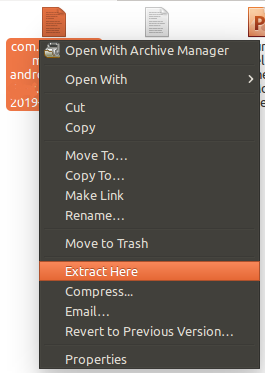 com.
m
andro
2019
Open With Archive Manager
Open With
Cut
Copy
Move To…
Copy To…
Make Link
Rename…
Move to Trash
Extract Here
Compress...
Email…
Revert to Previous Version…
Properties